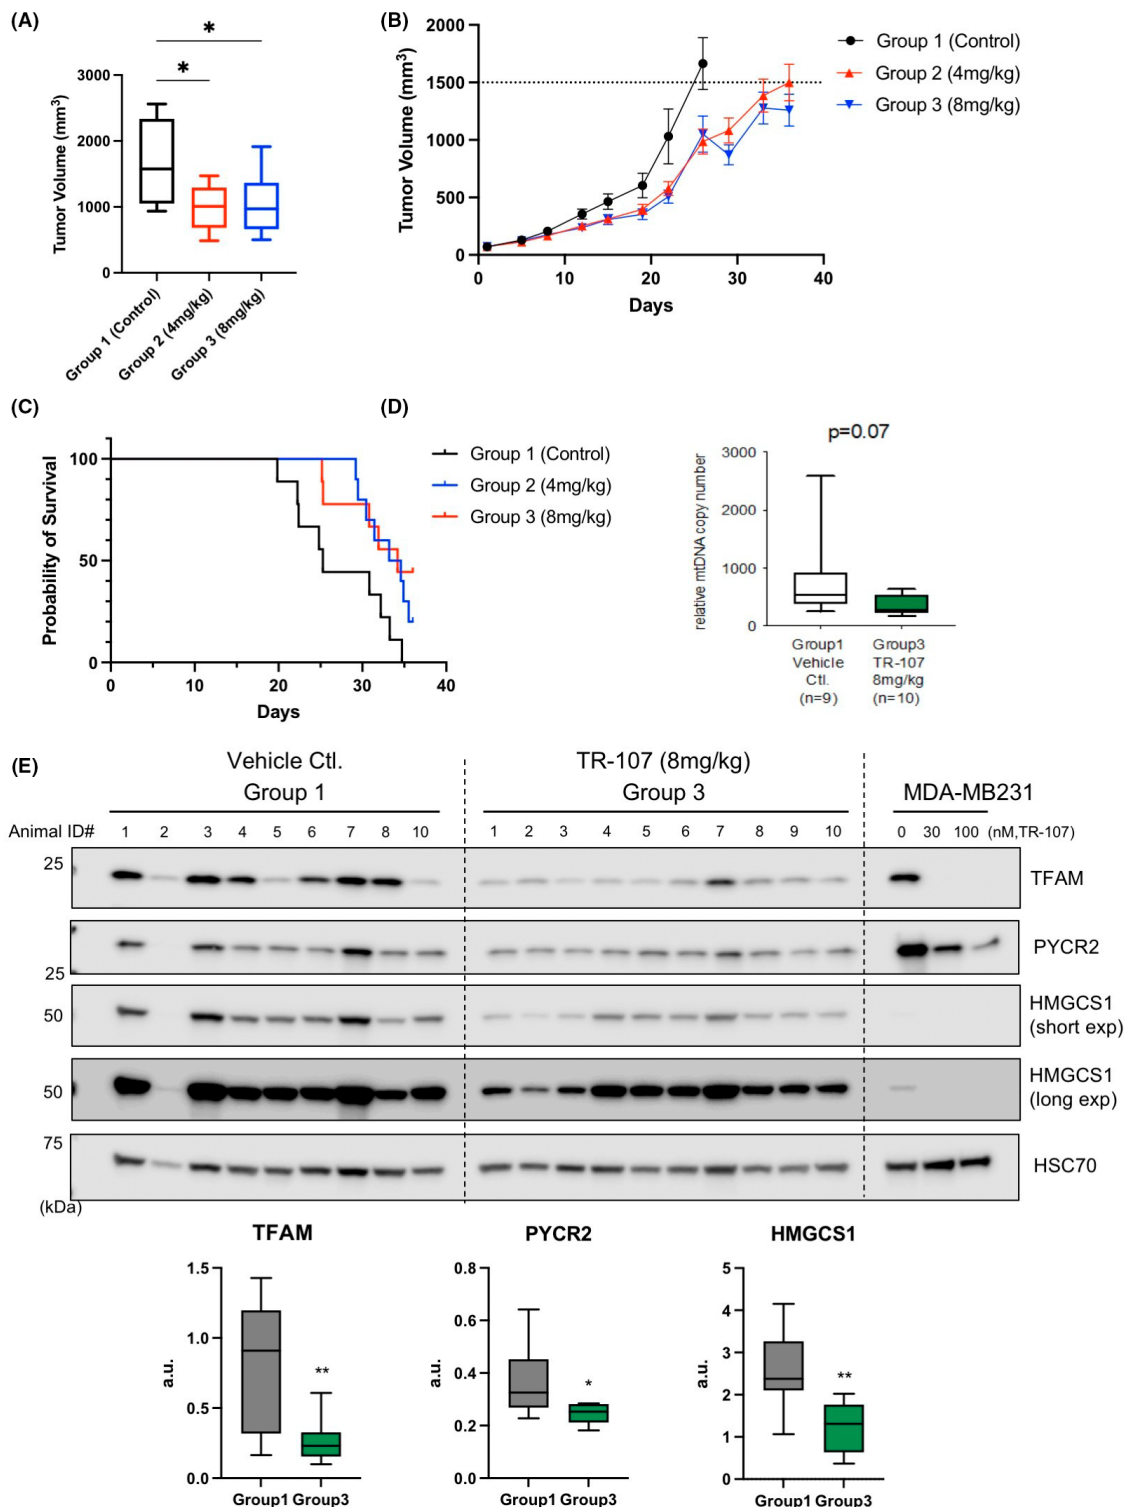 (A)
*
*
3000
2000
1000
0
Tumor Volume (mm³)
Group 1 (Control)
Group 2 (4mg/kg)
Group 3 (8mg/kg)
(B)
2000
1500
1000
500
0
Tumor Volume (mm³)
0 10 20 30 40
Days
Group 1 (Control)
Group 2 (4mg/kg)
Group 3 (8mg/kg)
(C)
100
50
0
Probability of Survival
0 10 20 30 40
Days
Group 1 (Control)
Group 2 (4mg/kg)
Group 3 (8mg/kg)
(D)
p=0.07
3000
2000
1000
0
relative mtDNA copy number
Group1 Group3
Vehicle TR-107
Ctl. 8mg/kg
(n=9) (n=10)
(E)
Vehicle Ctl. TR-107 (8mg/kg)
Group 1 Group 3 MDA-MB231
Animal ID# 1 2 3 4 5 6 7 8 10 1 2 3 4 5 6 7 8 9 10 0 30 100 (nM,TR-107)
25 TFAM
PYCR2
25
50 HMGCS1
(short exp)
50 HMGCS1
(long exp)
75
HSC70
(kDa)
TFAM
1.5
1.0
0.5
0.0
a.u.
**
Group1 Group3
PYCR2
0.8
0.6
0.4
0.2
0.0
a.u.
*
Group1 Group3
HMGCS1
5
4
3
2
1
0
a.u.
**
Group1 Group3